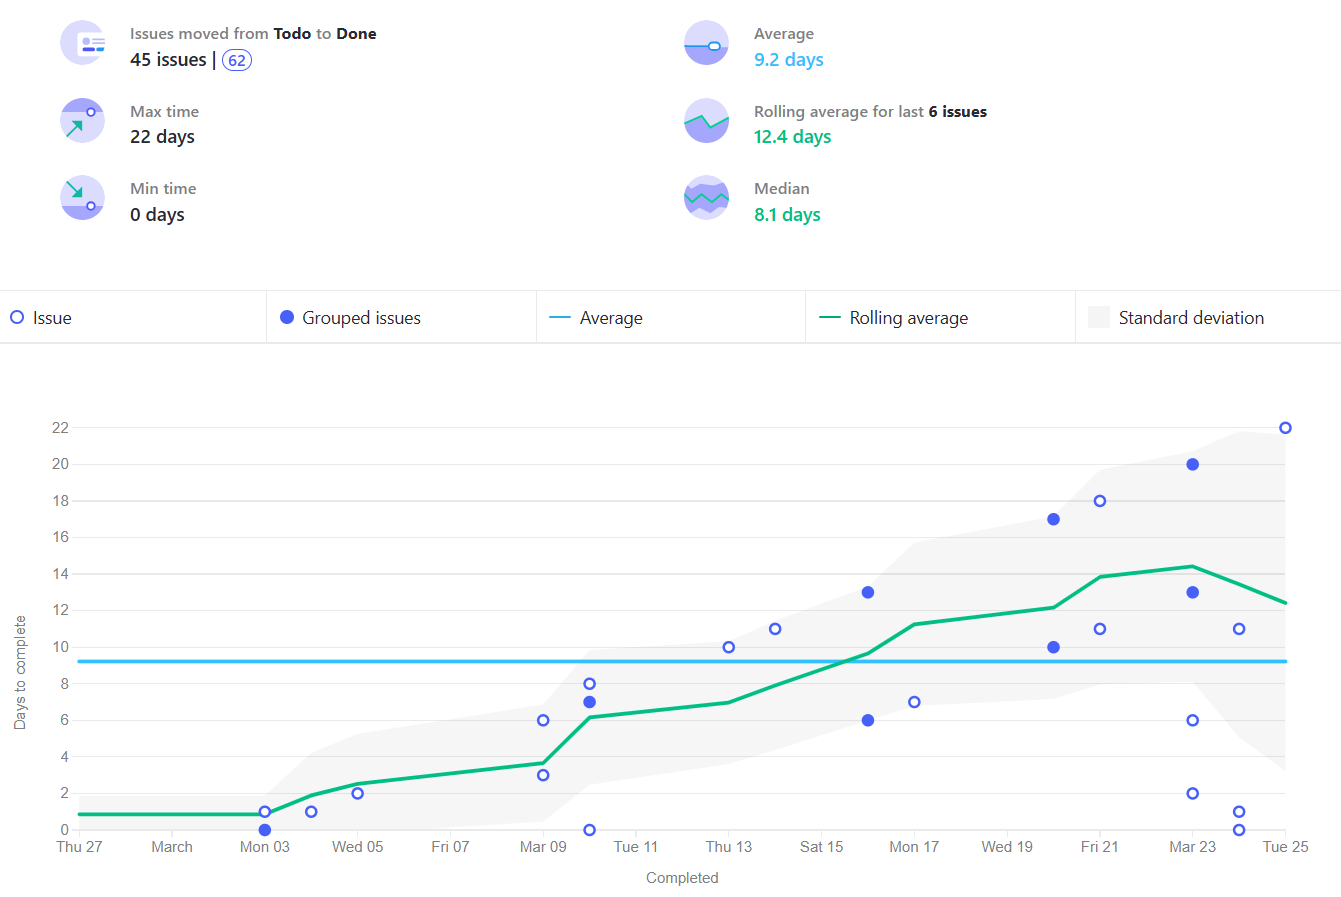 Issues moved from Todo to Done
45 issues | 62
Average
9.2 days
Max time
22 days
Rolling average for last 6 issues
12.4 days
Min time
0 days
Median
8.1 days
Issue
Grouped issues
Average
Rolling average
Standard deviation
22
20
18
16
14
12
10
8
6
4
2
0
Days to complete
Thu 27 March Mon 03 Wed 05 Fri 07 Mar 09 Tue 11 Thu 13 Sat 15 Mon 17 Wed 19 Fri 21 Mar 23 Tue 25
Completed